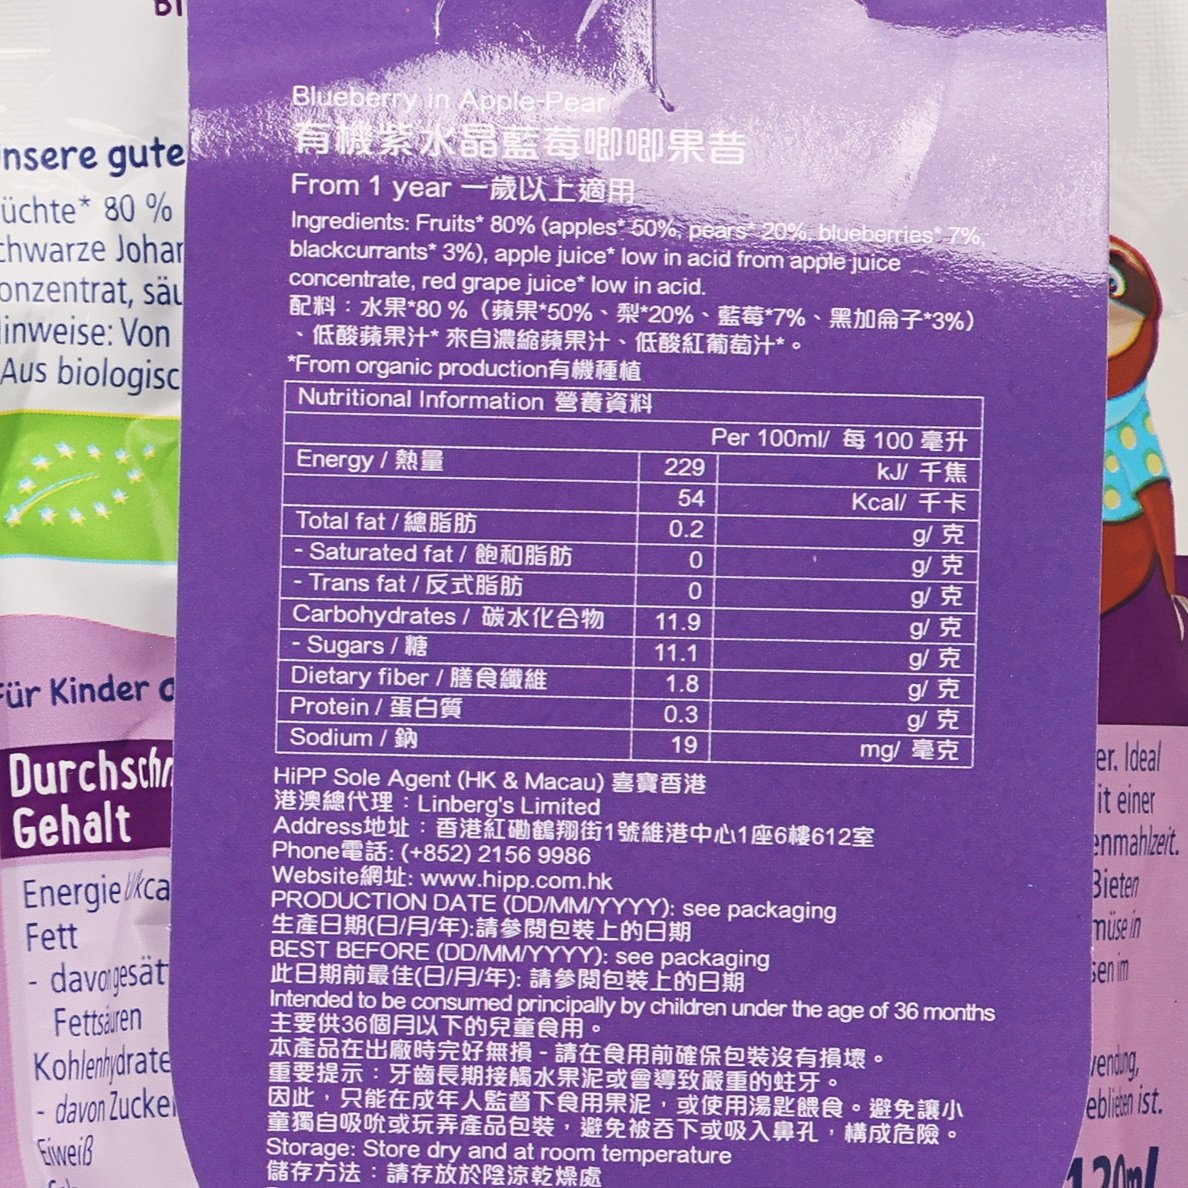 Blueberry in Apple-Pear
有機紫水晶藍莓唧唧果昔
From 1 year 一歲以上適用
Ingredients: Fruits* 80% (apples* 50%, pears* 20%, blueberries* 7%,
blackcurrants* 3%), apple juice* low in acid from apple juice
concentrate, red grape juice* low in acid.
配料：水果*80 %（蘋果*50%、梨*20%、藍莓*7%、黑加侖子*3%）
、低酸蘋果汁* 來自濃縮蘋果汁、低酸紅葡萄汁*。
*From organic production有機種植
Nutritional Information 營養資料
Per 100ml/ 每 100 毫升
Energy / 熱量 229 kJ/ 千焦
54 Kcal/ 千卡
Total fat / 總脂肪 0.2 g/ 克
- Saturated fat / 飽和脂肪 0 g/ 克
- Trans fat / 反式脂肪 0 g/ 克
Carbohydrates / 碳水化合物 11.9 g/ 克
- Sugars / 糖 11.1 g/ 克
Dietary fiber / 膳食纖維 1.8 g/ 克
Protein / 蛋白質 0.3 g/ 克
Sodium / 鈉 19 mg/ 毫克
HiPP Sole Agent (HK & Macau) 喜寶香港
港澳總代理：Linberg's Limited
Address地址：香港紅磡鶴翔街1號維港中心1座6樓612室
Phone電話: (+852) 2156 9986
Website網址: www.hipp.com.hk
PRODUCTION DATE (DD/MM/YYYY): see packaging
生產日期(日/月/年):請參閱包裝上的日期
BEST BEFORE (DD/MM/YYYY): see packaging
此日期前最佳(日/月/年): 請參閱包裝上的日期
Intended to be consumed principally by children under the age of 36 months
主要供36個月以下的兒童食用。
本產品在出廠時完好無損 - 請在食用前確保包裝沒有損壞。
重要提示：牙齒長期接觸水果泥或會導致嚴重的蛀牙。
因此，只能在成年人監督下食用果泥，或使用湯匙餵食。避免讓小
童獨自吸吮或玩弄產品包裝，避免被吞下或吸入鼻孔，構成危險。
Storage: Store dry and at room temperature
儲存方法：請存放於陰涼乾燥處
nsere gute
üchte* 80 %
chwarze Johar
onzentrat, säu
inweise: Von
Aus biologisc
Für Kinder
Durchschn
Gehalt
Energie kca
Fett
- davon gesät
Fettsäuren
Kohlenhydrate
- davon Zucker
Eiweiß
er. Ideal
it einer
enmahlzeit.
Bieten
müse in
sen im
vendung,
eblieben ist.
120ml